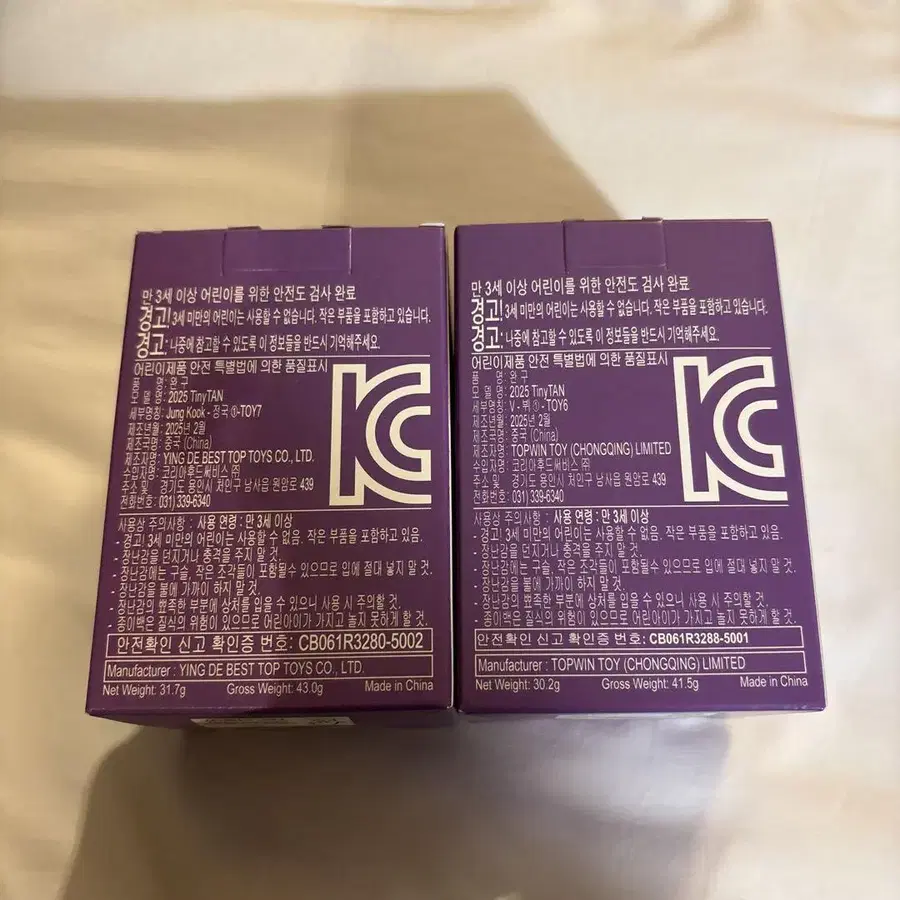 만 3세 이상 어린이를 위한 안전도 검사 완료
경고! 3세 미만의 어린이는 사용할 수 없습니다. 작은 부품을 포함하고 있습니다.
경고: 나중에 참고할 수 있도록 이 정보들을 반드시 기억해주세요.
어린이제품 안전 특별법에 의한 품질표시
품 명: 완구
모 델 명: 2025 TinyTAN
세부명칭: Jung Kook - 정국 ①-TOY7
제조년월: 2025년 2월
제조국명: 중국 (China)
제조자명: YING DE BEST TOP TOYS CO., LTD.
수입자명: 코리아후드써비스 ㈜
주소 및 경기도 용인시 처인구 남사읍 원암로 439
전화번호: 031) 339-6340
KC
사용상 주의사항: 사용 연령: 만 3세 이상
- 경고! 3세 미만의 어린이는 사용할 수 없음. 작은 부품을 포함하고 있음.
- 장난감을 던지거나 충격을 주지 말 것.
- 장난감에는 구슬, 작은 조각들이 포함될수 있으므로 입에 절대 넣지 말 것.
- 장난감을 불에 가까이 하지 말 것.
- 장난감의 뾰족한 부분에 상처를 입을 수 있으니 사용 시 주의할 것.
- 종이백은 질식의 위험이 있으므로 어린아이가 가지고 놀지 못하게 할 것.
안전확인 신고 확인증 번호: CB061R3280-5002
Manufacturer : YING DE BEST TOP TOYS CO., LTD.
Net Weight: 31.7g Gross Weight: 43.0g Made in China
만 3세 이상 어린이를 위한 안전도 검사 완료
경고! 3세 미만의 어린이는 사용할 수 없습니다. 작은 부품을 포함하고 있습니다.
경고: 나중에 참고할 수 있도록 이 정보들을 반드시 기억해주세요.
어린이제품 안전 특별법에 의한 품질표시
품 명: 완구
모 델 명: 2025 TinyTAN
세부명칭: V - 뷔 ①-TOY6
제조년월: 2025년 2월
제조국명: 중국 (China)
제조자명: TOPWIN TOY (CHONGQING) LIMITED
수입자명: 코리아후드써비스 ㈜
주소 및 경기도 용인시 처인구 남사읍 원암로 439
전화번호: 031) 339-6340
KC
사용상 주의사항 : 사용 연령 : 만 3세 이상
- 경고! 3세 미만의 어린이는 사용할 수 없음. 작은 부품을 포함하고 있음.
- 장난감을 던지거나 충격을 주지 말 것.
- 장난감에는 구슬, 작은 조각들이 포함될수 있으므로 입에 절대 넣지 말 것.
- 장난감을 불에 가까이 하지 말 것.
- 장난감의 뾰족한 부분에 상처를 입을 수 있으니 사용 시 주의할 것.
- 종이백은 질식의 위험이 있으므로 어린아이가 가지고 놀지 못하게 할 것.
안전확인 신고 확인증 번호: CB061R3288-5001
Manufacturer : TOPWIN TOY (CHONGQING) LIMITED
Net Weight: 30.2g Gross Weight: 41.5g Made in China